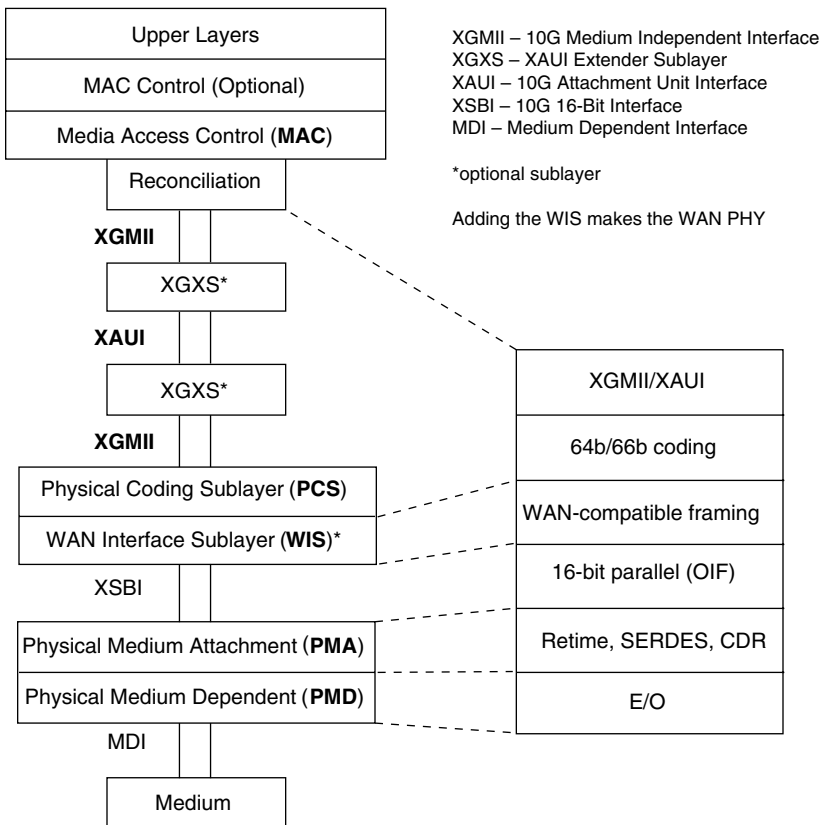 Upper Layers
MAC Control (Optional)
Media Access Control (MAC)
Reconciliation
XGMII
XGXS*
XAUI
XGXS*
XGMII
Physical Coding Sublayer (PCS)
WAN Interface Sublayer (WIS)*
XSBI
Physical Medium Attachment (PMA)
Physical Medium Dependent (PMD)
MDI
Medium
XGMII – 10G Medium Independent Interface
XGXS – XAUI Extender Sublayer
XAUI – 10G Attachment Unit Interface
XSBI – 10G 16-Bit Interface
MDI – Medium Dependent Interface
*optional sublayer
Adding the WIS makes the WAN PHY
XGMII/XAUI
64b/66b coding
WAN-compatible framing
16-bit parallel (OIF)
Retime, SERDES, CDR
E/O